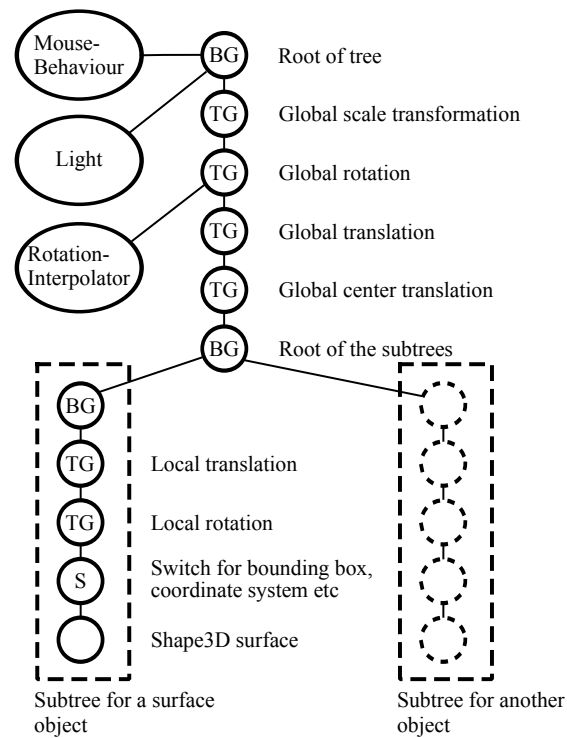 Mouse-
Behaviour
BG
Root of tree
TG
Global scale transformation
Light
TG
Global rotation
Rotation-
Interpolator
TG
Global translation
TG
Global center translation
BG
Root of the subtrees
BG
TG
Local translation
TG
Local rotation
S
Switch for bounding box,
coordinate system etc
Shape3D surface
Subtree for a surface
object
Subtree for another
object